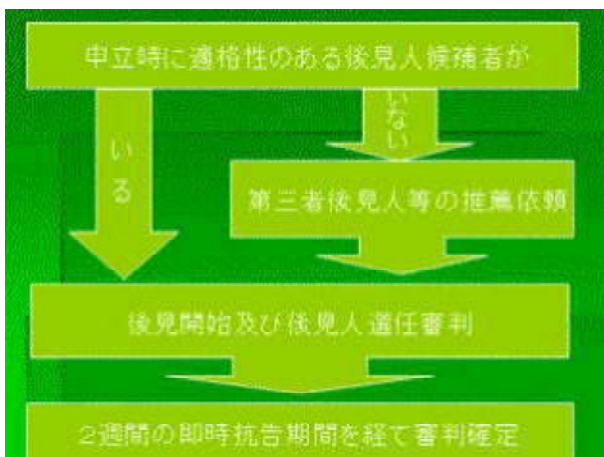 申立時に適格性のある後見人候補者が
いる
いない
第三者後見人等の推薦依頼
後見開始及び後見人選任審判
2週間の即時抗告期間を経て審判確定